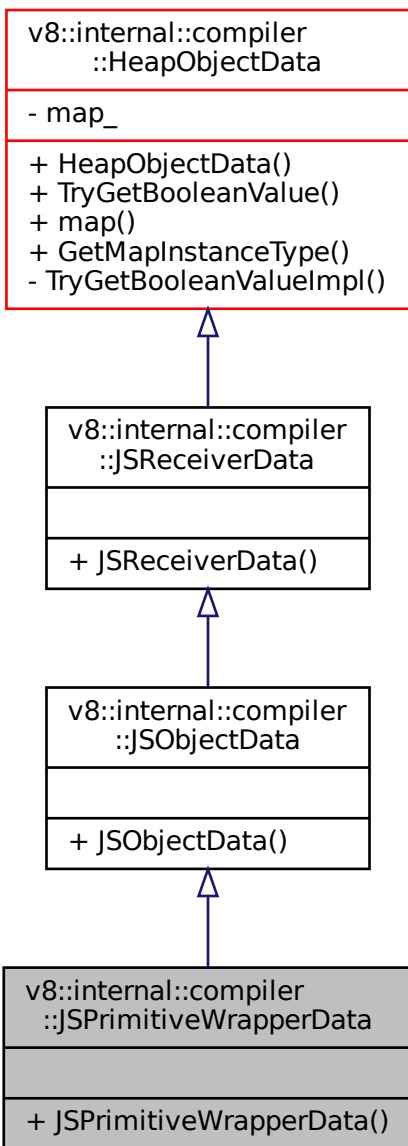 v8::internal::compiler
::HeapObjectData
- map_
+ HeapObjectData()
+ TryGetBooleanValue()
+ map()
+ GetMapInstanceType()
- TryGetBooleanValueImpl()
v8::internal::compiler
::JSReceiverData
+ JSReceiverData()
v8::internal::compiler
::JSObjectData
+ JSObjectData()
v8::internal::compiler
::JSPrimitiveWrapperData
+ JSPrimitiveWrapperData()